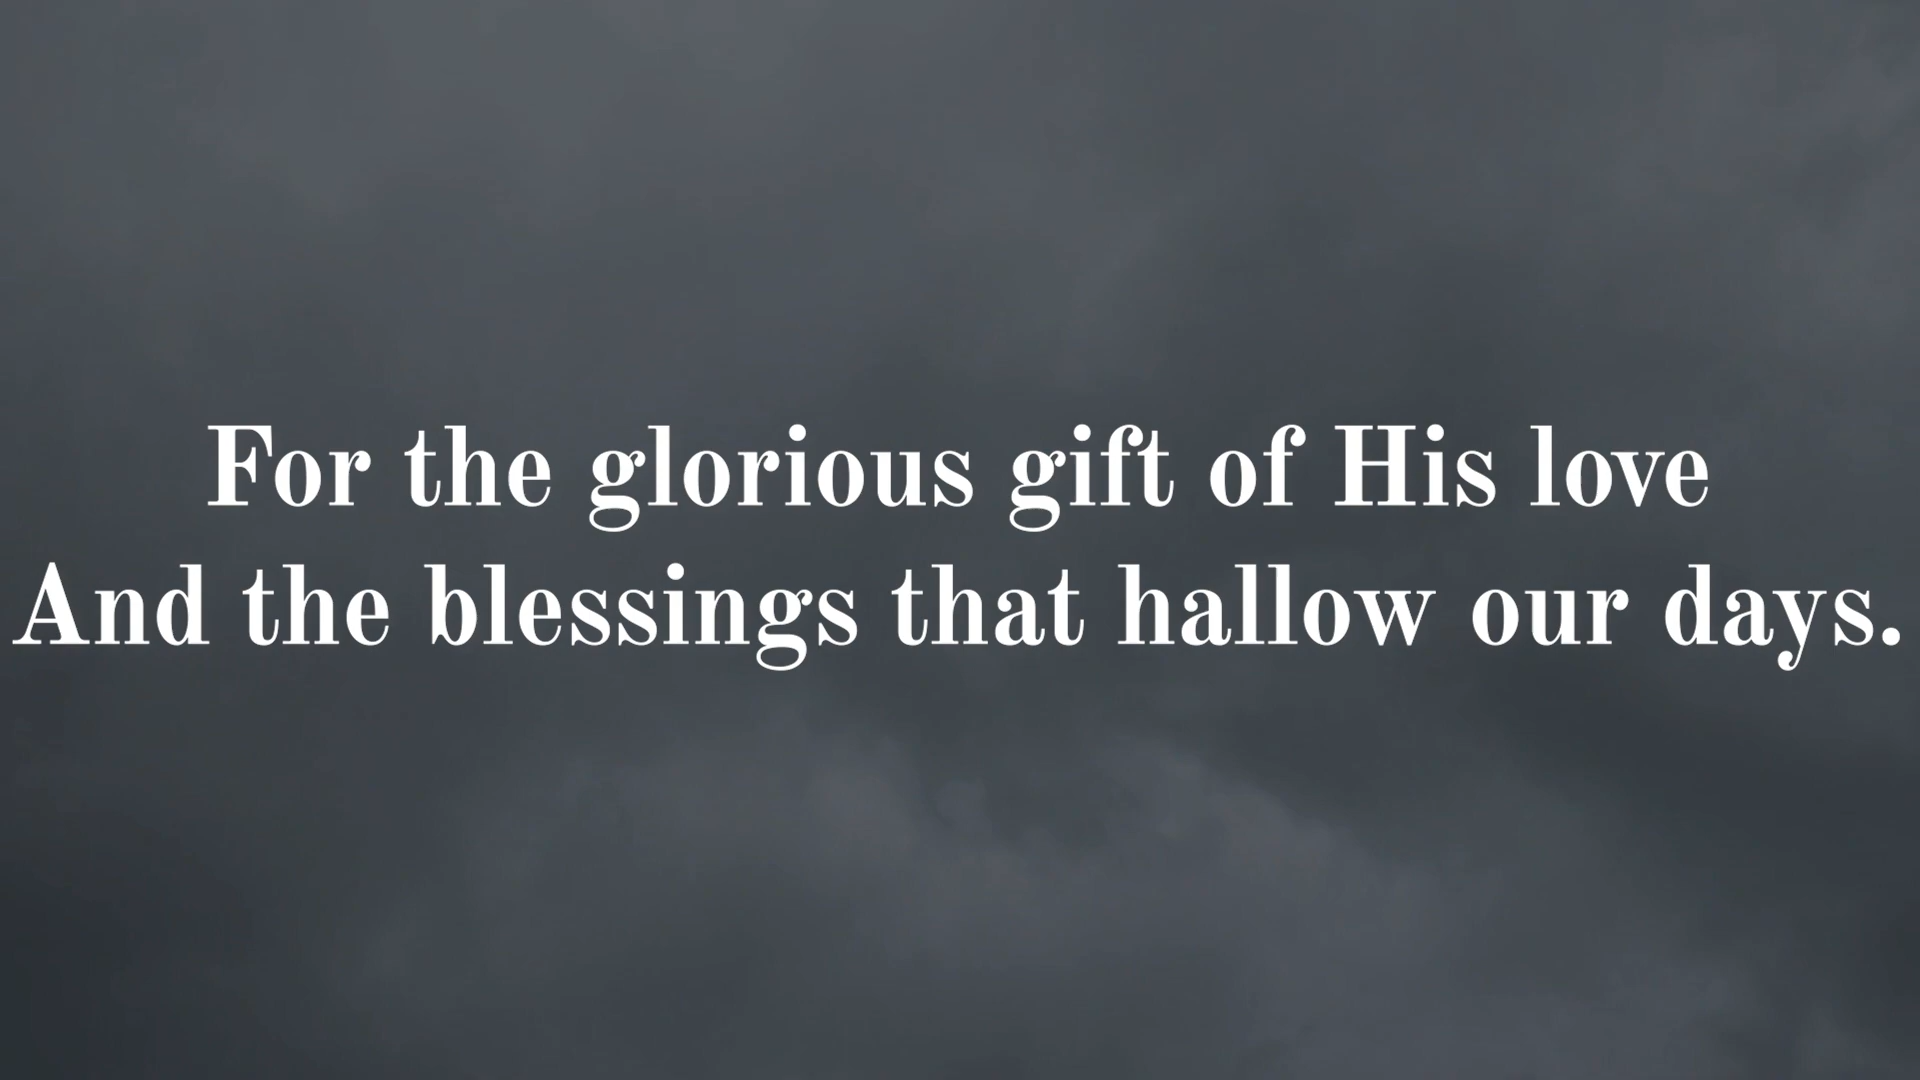 For the glorious gift of His love
And the blessings that hallow our days.